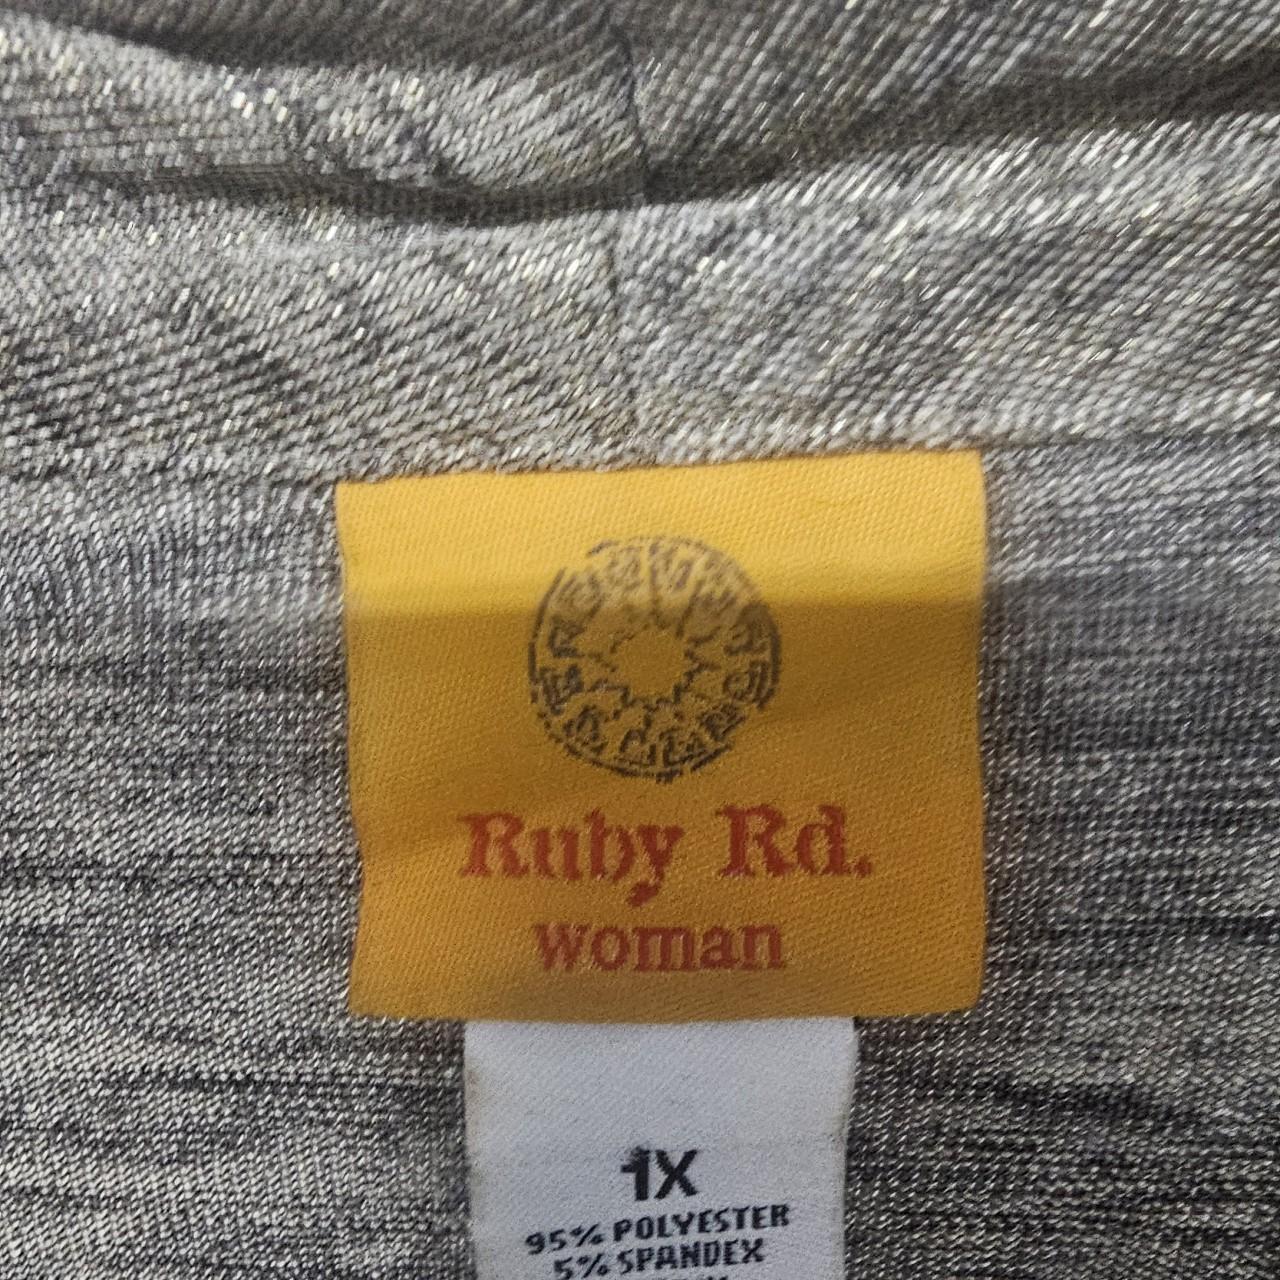 Ruby Rd.
woman
1X
95% POLYESTER
5% SPANDEX